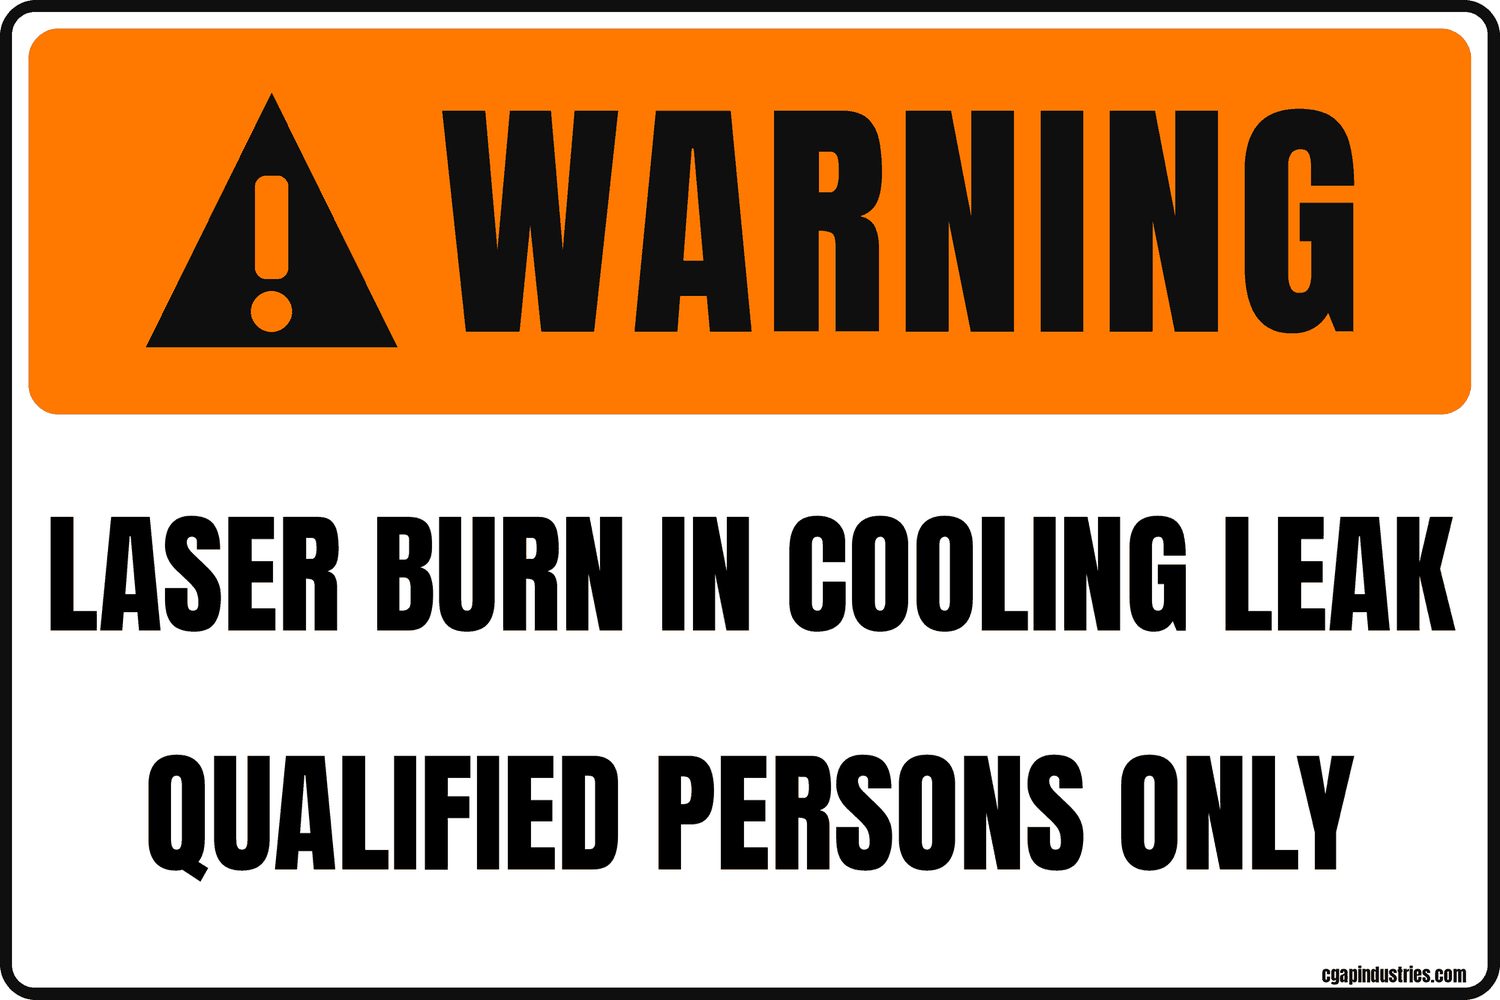 WARNING
LASER BURN IN COOLING LEAK
QUALIFIED PERSONS ONLY
cgapindustries.com